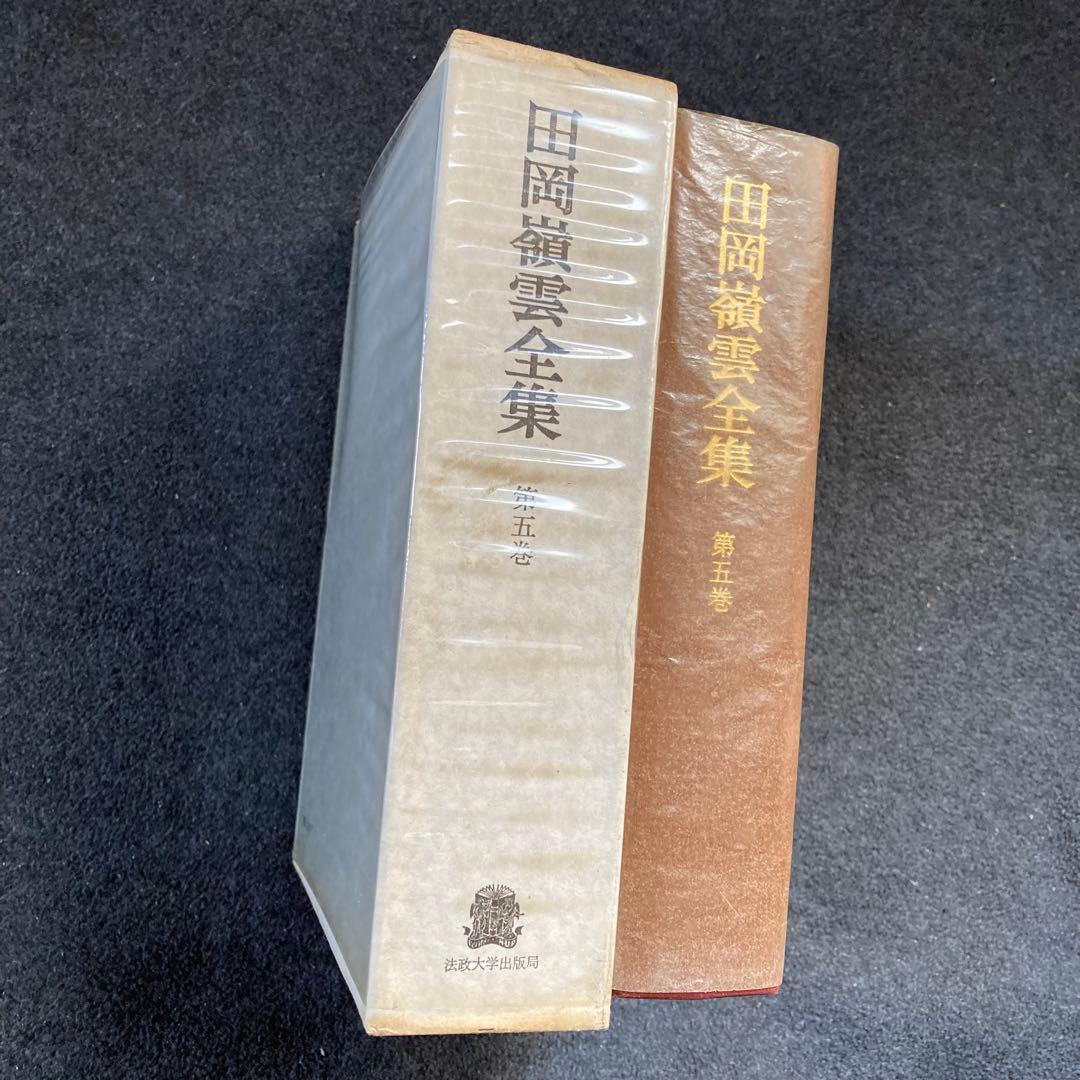 田岡嶺雲全集
第五巻
法政大学出版局
田岡嶺雲全集
第五巻